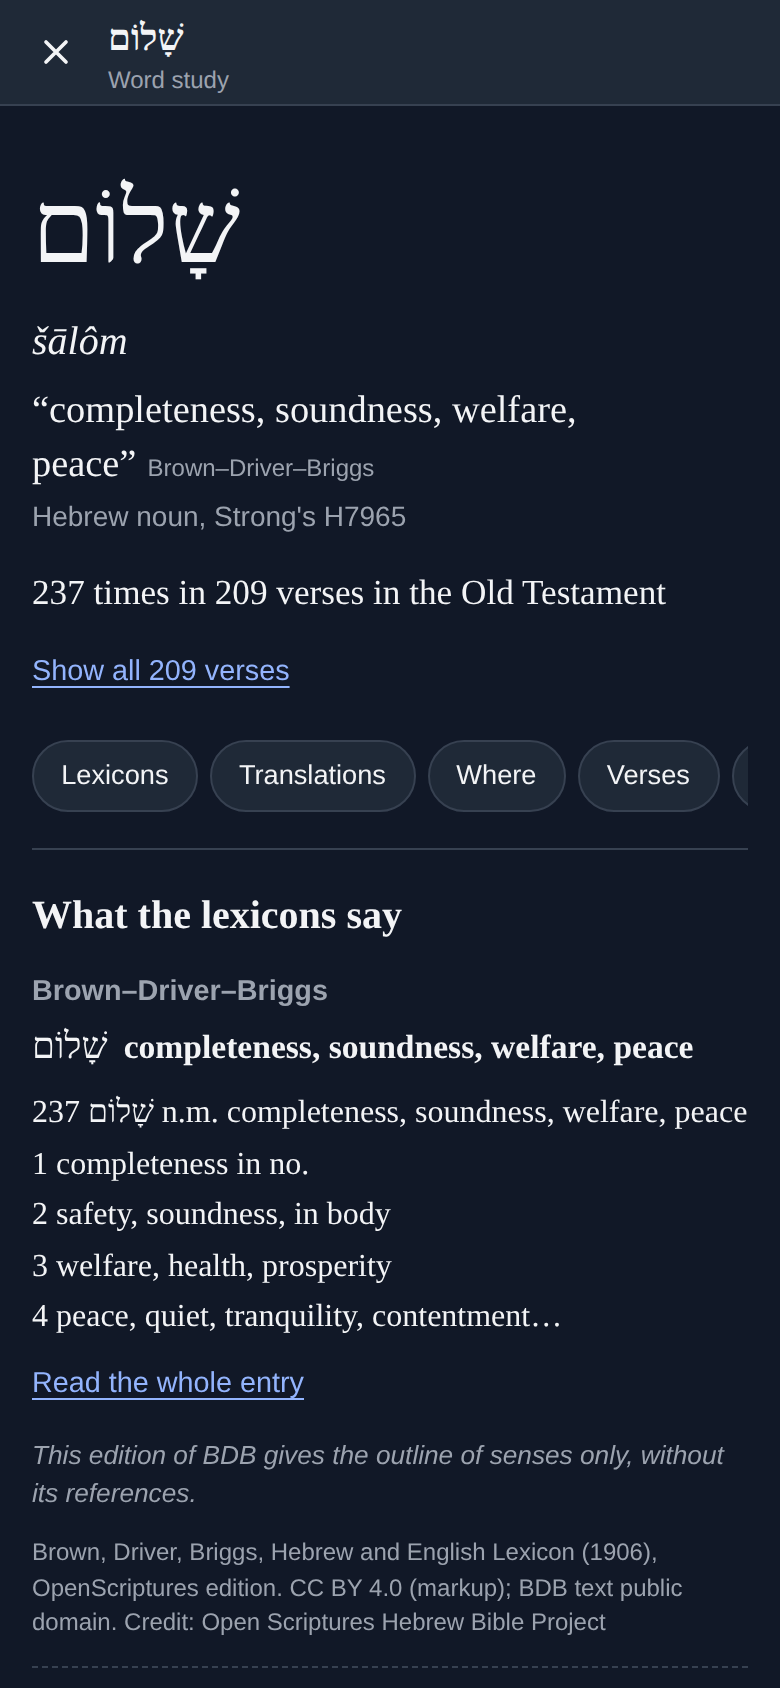 שָׁלוֹם
Word study
שָׁלוֹם
šālôm
“completeness, soundness, welfare,
peace” Brown–Driver–Briggs
Hebrew noun, Strong's H7965
237 times in 209 verses in the Old Testament
Show all 209 verses
Lexicons Translations Where Verses
What the lexicons say
Brown–Driver–Briggs
שָׁלוֹם completeness, soundness, welfare, peace
237 שָׁלוֹם n.m. completeness, soundness, welfare, peace
1 completeness in no.
2 safety, soundness, in body
3 welfare, health, prosperity
4 peace, quiet, tranquility, contentment…
Read the whole entry
This edition of BDB gives the outline of senses only, without
its references.
Brown, Driver, Briggs, Hebrew and English Lexicon (1906),
OpenScriptures edition. CC BY 4.0 (markup); BDB text public
domain. Credit: Open Scriptures Hebrew Bible Project